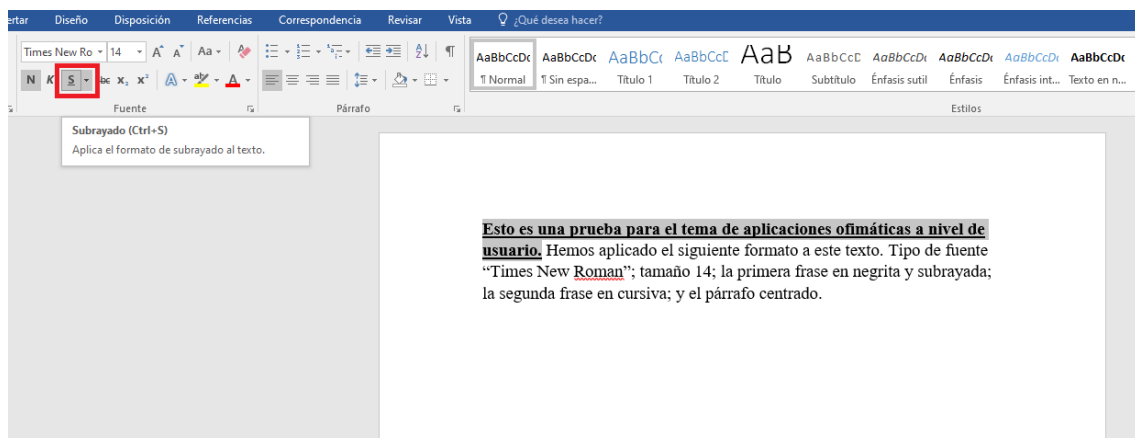 ertar Diseño Disposición Referencias Correspondencia Revisar Vista ¿Qué desea hacer?
Times New Ro 14 A A Aa
N K S abc x₂ x² A aby A
AaBbCcDc AaBbCcDc AaBbCc AaBbCcE AaB AaBbCcD AaBbCcDc AaBbCcDc AaBbCcDc AaBbCcDc
¶ Normal ¶ Sin espa... Título 1 Título 2 Título Subtítulo Énfasis sutil Énfasis Énfasis int... Texto en n...
Fuente Párrafo Estilos
Subrayado (Ctrl+S)
Aplica el formato de subrayado al texto.
Esto es una prueba para el tema de aplicaciones ofimáticas a nivel de
usuario. Hemos aplicado el siguiente formato a este texto. Tipo de fuente
“Times New Roman”; tamaño 14; la primera frase en negrita y subrayada;
la segunda frase en cursiva; y el párrafo centrado.